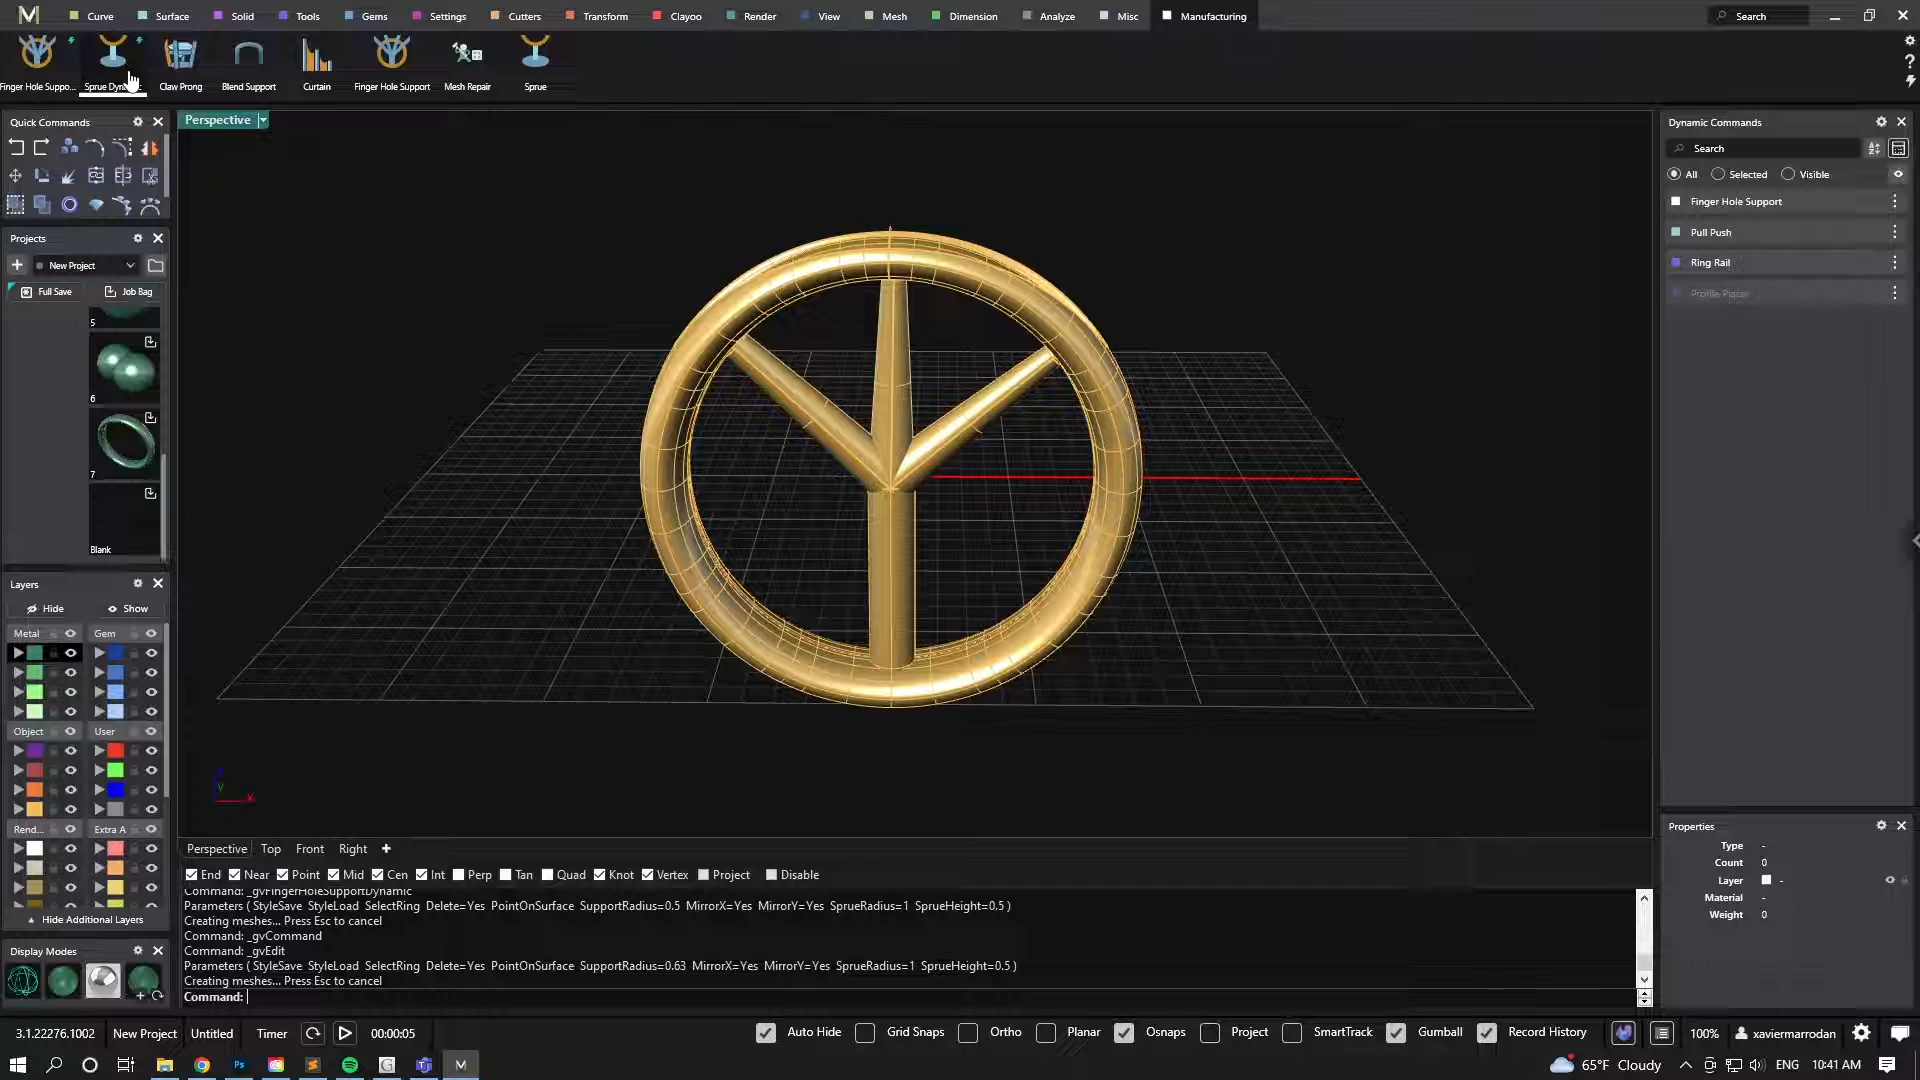 Curve Surface Solid Tools Gems Settings Cutters Transform Clayoo Render View Mesh Dimension Analyze Misc Manufacturing Search
Finger Hole Suppo... Sprue Dyn Claw Prong Blend Support Curtain Finger Hole Support Mesh Repair Sprue
Quick Commands
Perspective
Dynamic Commands
Search
All Selected Visible
Finger Hole Support
Pull Push
Ring Rail
Profile Placer
Projects
New Project
Full Save Job Bag
5
6
7
Blank
Layers
Hide Show
Metal Gem
Object User
Rend... Extra A
Hide Additional Layers
Display Modes
y
x
Perspective Top Front Right
End Near Point Mid Cen Int Perp Tan Quad Knot Vertex Project Disable
Command: _gvFingerHoleSupportDynamic
Parameters ( StyleSave StyleLoad SelectRing Delete=Yes PointOnSurface SupportRadius=0.5 MirrorX=Yes MirrorY=Yes SprueRadius=1 SprueHeight=0.5 )
Creating meshes... Press Esc to cancel
Command: _gvCommand
Command: _gvEdit
Parameters ( StyleSave StyleLoad SelectRing Delete=Yes PointOnSurface SupportRadius=0.63 MirrorX=Yes MirrorY=Yes SprueRadius=1 SprueHeight=0.5 )
Creating meshes... Press Esc to cancel
Command:
Properties
Type -
Count 0
Layer -
Material -
Weight 0
3.1.22276.1002 New Project Untitled Timer 00:00:05 Auto Hide Grid Snaps Ortho Planar Osnaps Project SmartTrack Gumball Record History 100% xaviermarrodan
65°F Cloudy ENG 10:41 AM